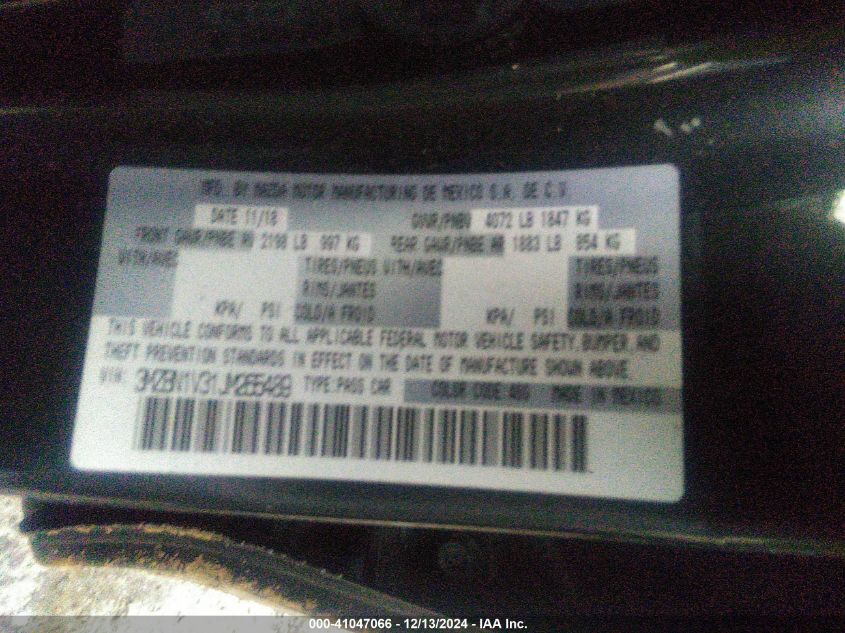 MFD. BY MAZDA MOTOR MANUFACTURING DE MEXICO S.A. DE C.V.
DATE 11/18 GVWR/PNBV 4072 LB 1847 KG
FRONT GAWR/PNBE AV 2198 LB 997 KG REAR GAWR/PNBE AR 1883 LB 854 KG
WITH/AVEC TIRES/PNEUS WITH/AVEC TIRES/PNEUS
RIMS/JANTES RIMS/JANTES
KPA/ PSI COLD/A FROID KPA/ PSI COLD/A FROID
THIS VEHICLE CONFORMS TO ALL APPLICABLE FEDERAL MOTOR VEHICLE SAFETY, BUMPER, AND
THEFT PREVENTION STANDARDS IN EFFECT ON THE DATE OF MANUFACTURE SHOWN ABOVE.
VIN: 3MZBN1V31JM265489 TYPE: PASS CAR COLOR CODE: MADE IN MEXICO
000-41047066 - 12/13/2024 - IAA Inc.